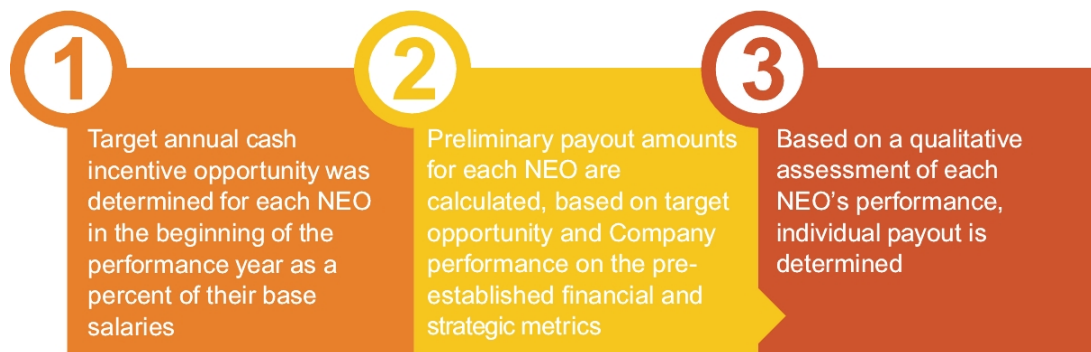 1
Target annual cash
incentive opportunity was
determined for each NEO
in the beginning of the
performance year as a
percent of their base
salaries
2
Preliminary payout amounts
for each NEO are
calculated, based on target
opportunity and Company
performance on the pre-
established financial and
strategic metrics
3
Based on a qualitative
assessment of each
NEO’s performance,
individual payout is
determined